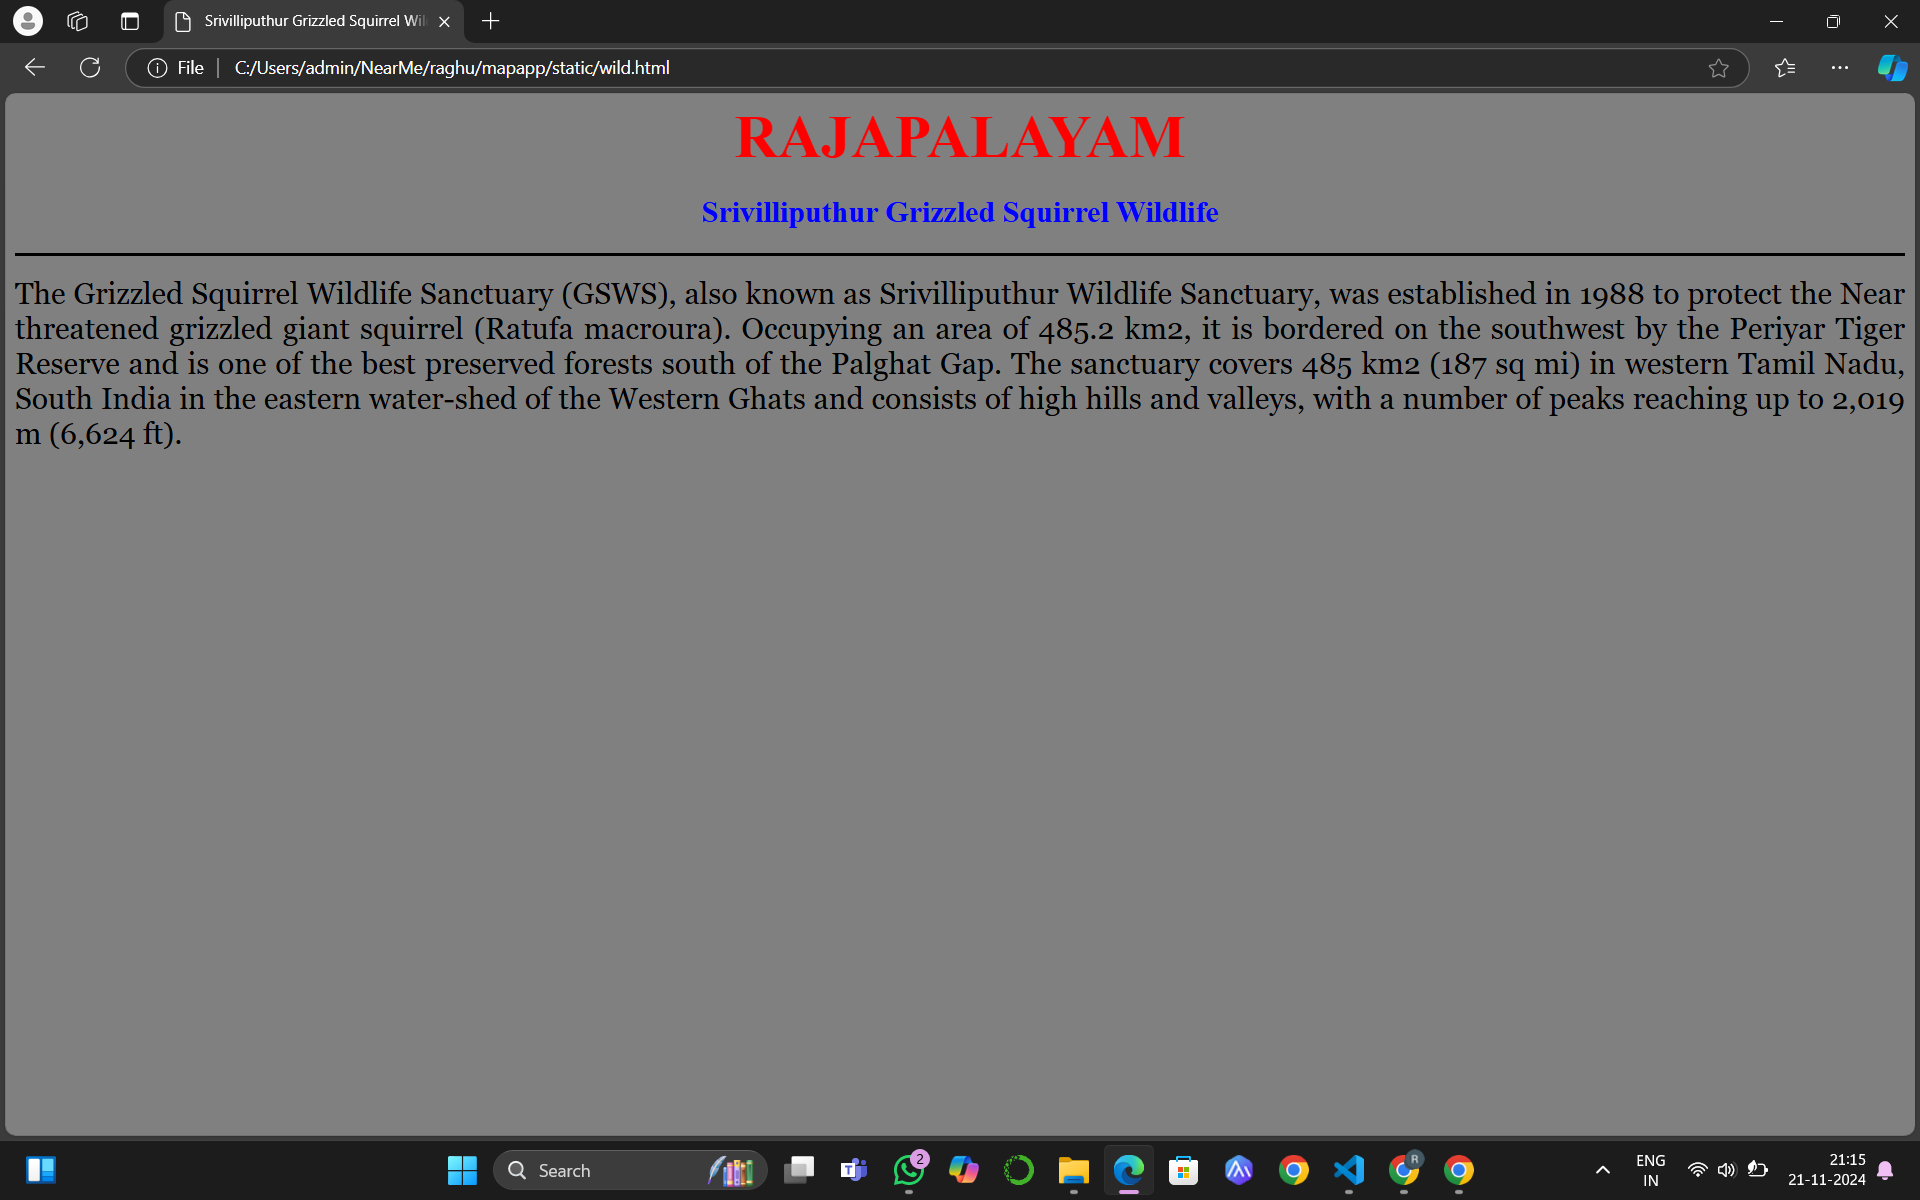 Srivilliputhur Grizzled Squirrel Wil
File
C:/Users/admin/NearMe/raghu/mapapp/static/wild.html
RAJAPALAYAM
Srivilliputhur Grizzled Squirrel Wildlife
The Grizzled Squirrel Wildlife Sanctuary (GSWS), also known as Srivilliputhur Wildlife Sanctuary, was established in 1988 to protect the Near
threatened grizzled giant squirrel (Ratufa macroura). Occupying an area of 485.2 km2, it is bordered on the southwest by the Periyar Tiger
Reserve and is one of the best preserved forests south of the Palghat Gap. The sanctuary covers 485 km2 (187 sq mi) in western Tamil Nadu,
South India in the eastern water-shed of the Western Ghats and consists of high hills and valleys, with a number of peaks reaching up to 2,019
m (6,624 ft).
Search
2
R
ENG
IN
21:15
21-11-2024